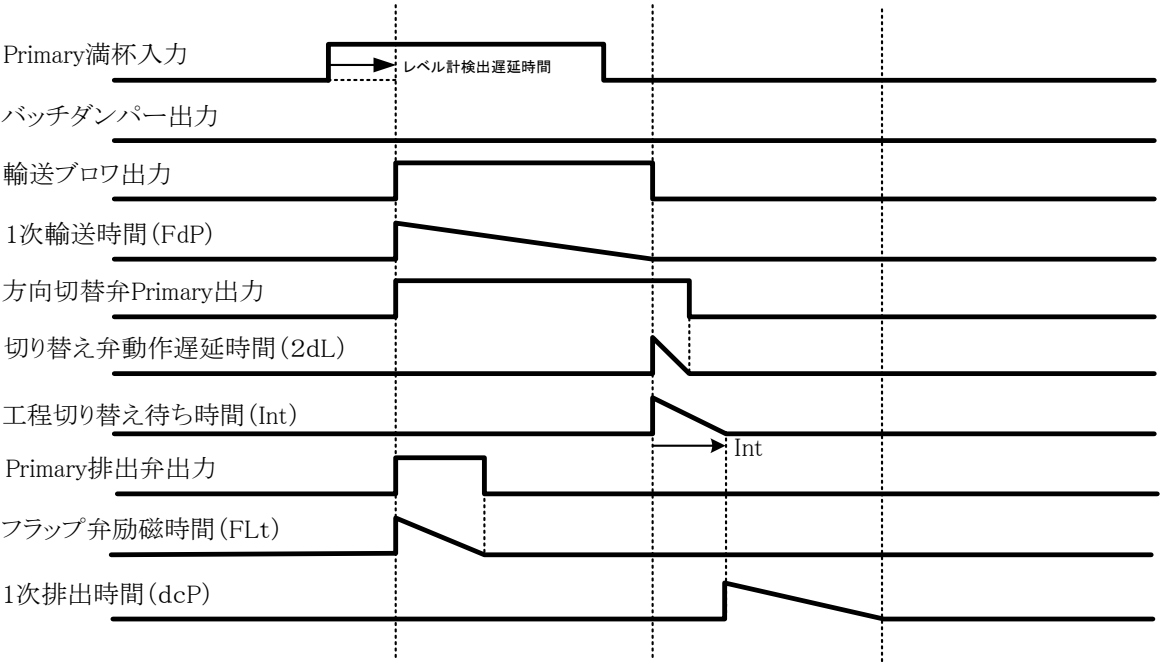 Primary満杯入力
レベル計検出遅延時間
バッチダンパー出力
輸送ブロワ出力
1次輸送時間(FdP)
方向切替弁Primary出力
切り替え弁動作遅延時間(2dL)
工程切り替え待ち時間(Int)
Int
Primary排出弁出力
フラップ弁励磁時間(FLt)
1次排出時間(dcP)